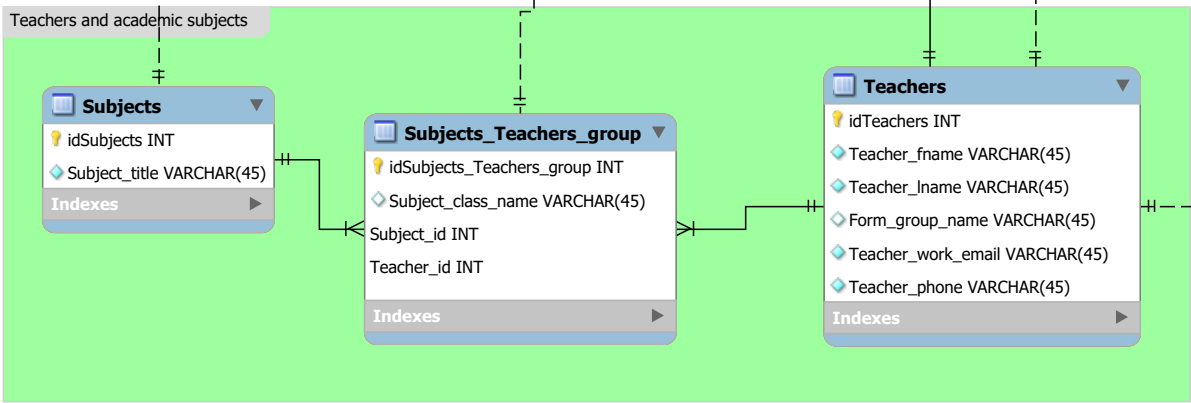 Teachers and academic subjects
Subjects
idSubjects INT
Subject_title VARCHAR(45)
Indexes
Subjects_Teachers_group
idSubjects_Teachers_group INT
Subject_class_name VARCHAR(45)
Subject_id INT
Teacher_id INT
Indexes
Teachers
idTeachers INT
Teacher_fname VARCHAR(45)
Teacher_lname VARCHAR(45)
Form_group_name VARCHAR(45)
Teacher_work_email VARCHAR(45)
Teacher_phone VARCHAR(45)
Indexes